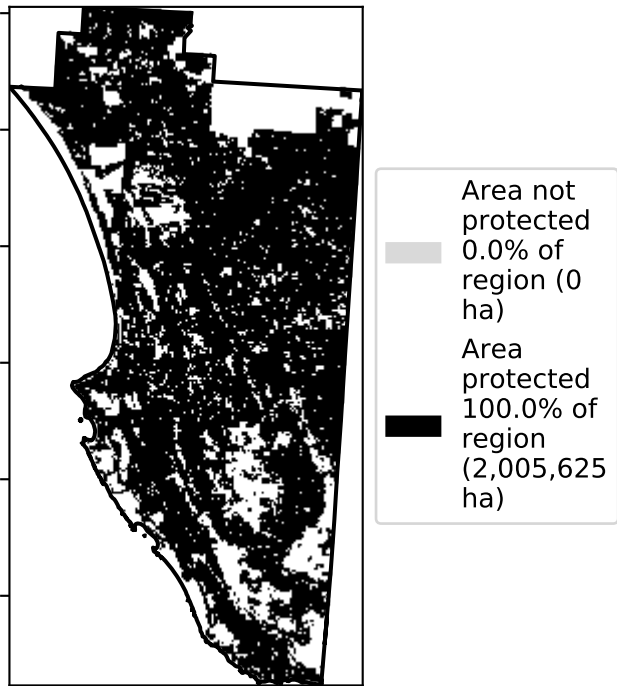 Area not
protected
0.0% of
region (0
ha)
Area
protected
100.0% of
region
(2,005,625
ha)